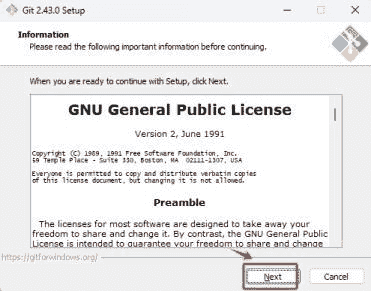 Git 2.43.0 Setup
Information
Please read the following important information before continuing.
When you are ready to continue with Setup, click Next.
GNU General Public License
Version 2, June 1991
Copyright (C) 1989, 1991 Free Software Foundation, Inc.
59 Temple Place - Suite 330, Boston, MA 02111-1307, USA
Everyone is permitted to copy and distribute verbatim copies
of this license document, but changing it is not allowed.
Preamble
The licenses for most software are designed to take away your
freedom to share and change it. By contrast, the GNU General Public
License is intended to guarantee your freedom to share and change
https://gitforwindows.org/
Next
Cancel